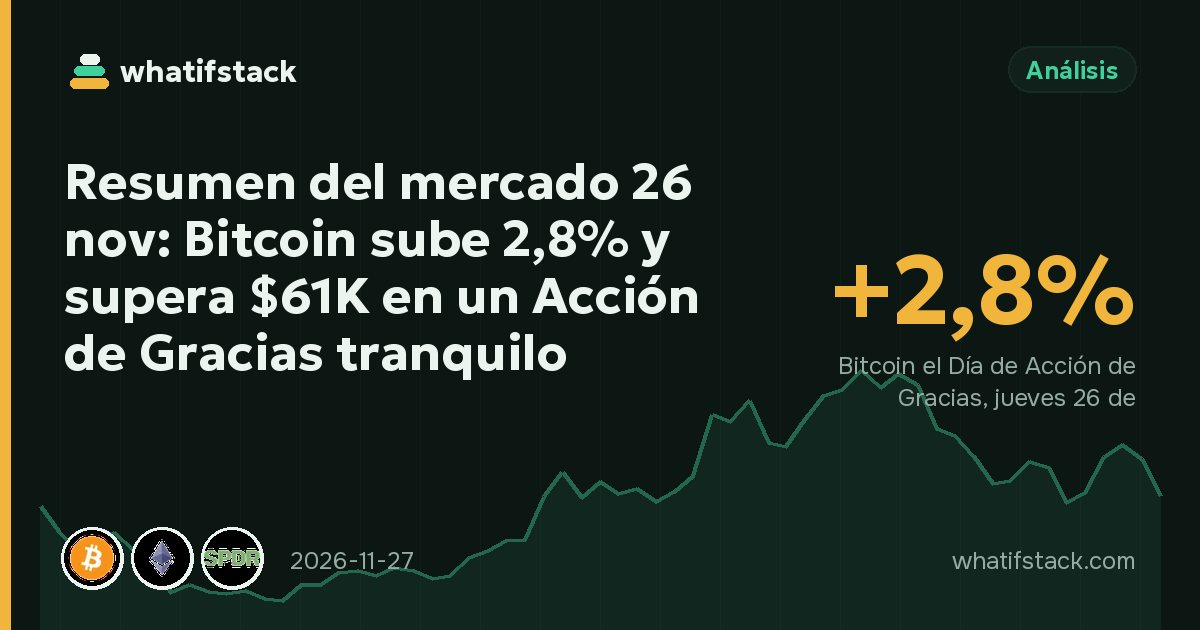 whatifstack
Análisis
Resumen del mercado 26
nov: Bitcoin sube 2,8% y
supera $61K en un Acción
de Gracias tranquilo
+2,8%
Bitcoin el Día de Acción de
Gracias, jueves 26 de
SPDR
2026-11-27
whatifstack.com